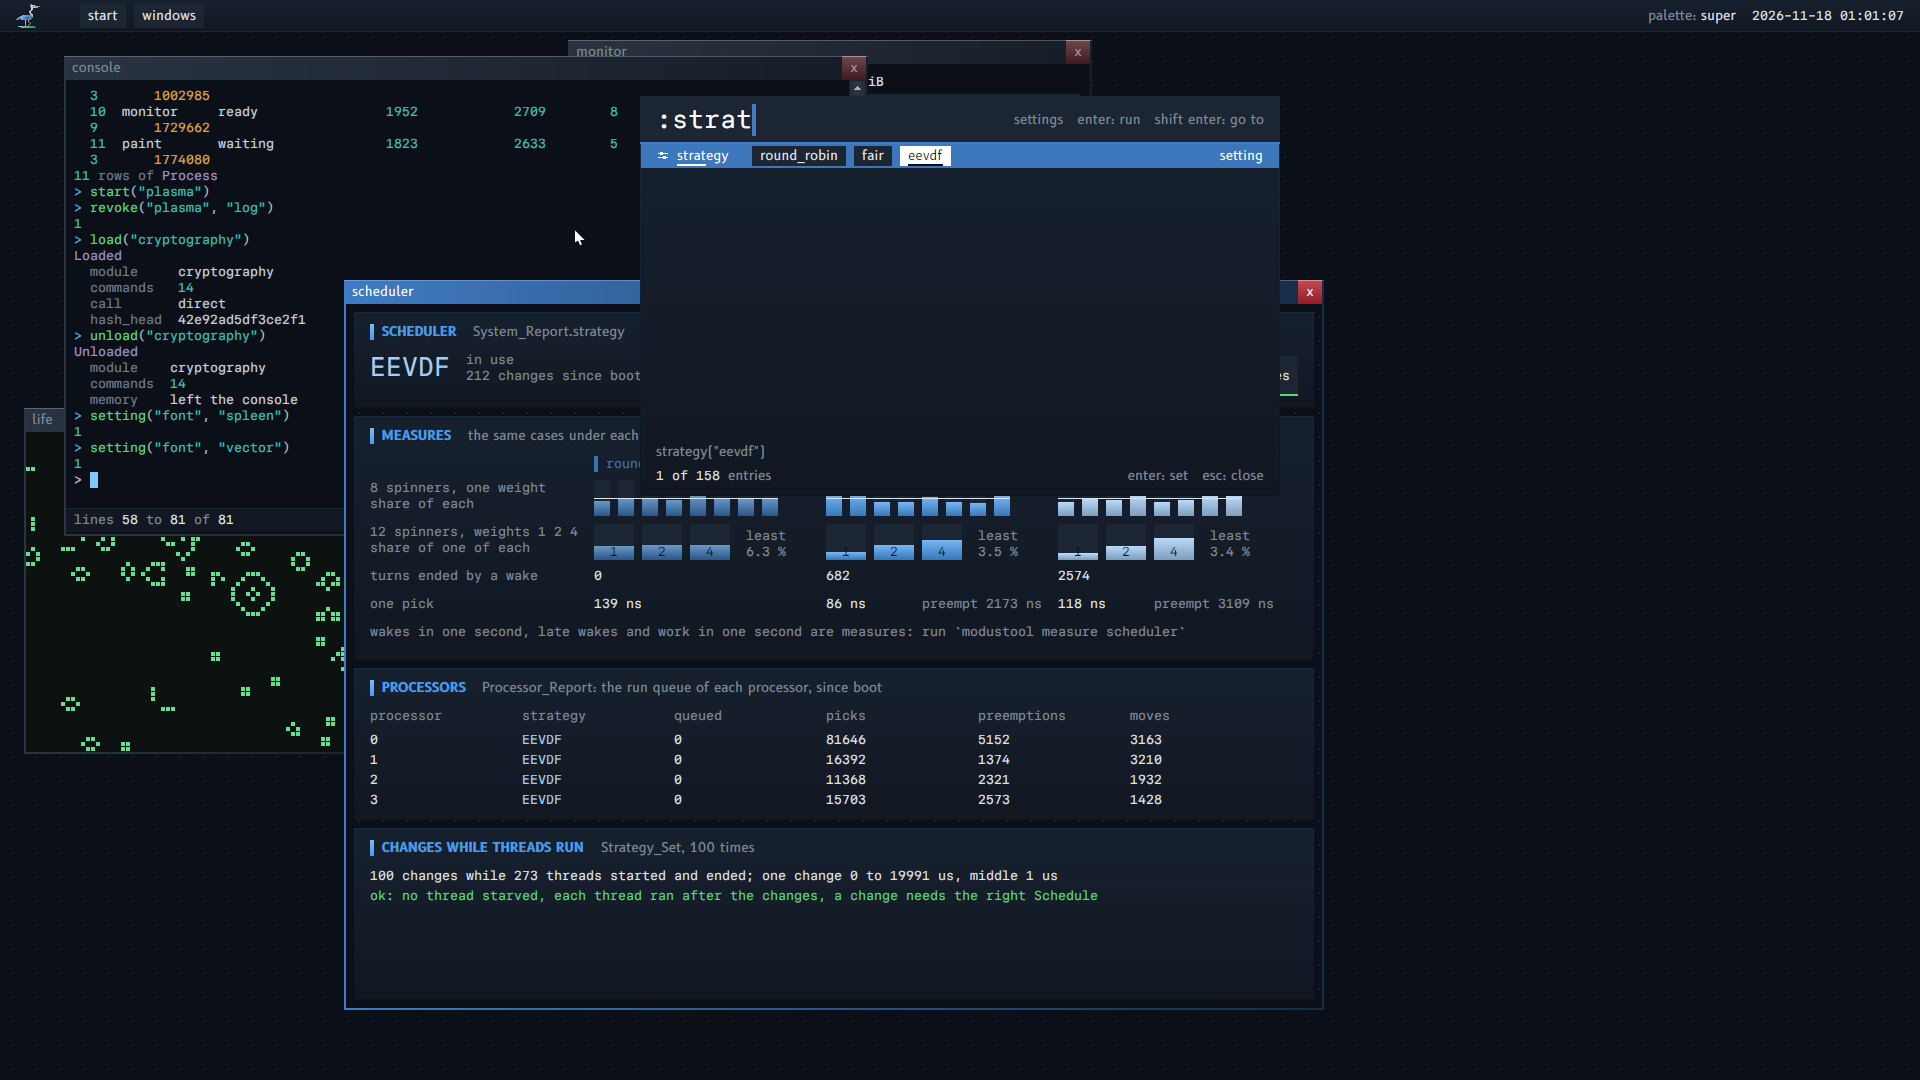 start windows palette: super 2026-11-18 01:01:07
monitor x
console x
iB
3 1002985
10 monitor ready 1952 2709 8
9 1729662
11 paint waiting 1823 2633 5
3 1774080
11 rows of Process
> start("plasma")
> revoke("plasma", "log")
1
> load("cryptography")
Loaded
module cryptography
commands 14
call direct
hash_head 42e92ad5df3ce2f1
> unload("cryptography")
Unloaded
module cryptography
commands 14
memory left the console
> setting("font", "spleen")
1
> setting("font", "vector")
1
>
lines 58 to 81 of 81
:strat settings enter: run shift enter: go to
strategy round_robin fair eevdf setting
strategy["eevdf"]
1 of 158 entries enter: set esc: close
life
scheduler x
SCHEDULER System_Report.strategy
EEVDF in use
212 changes since boot
MEASURES the same cases under each
8 spinners, one weight
share of each
12 spinners, weights 1 2 4
share of one of each
1 2 4 least 6.3 % 1 2 4 least 3.5 % 1 2 4 least 3.4 %
turns ended by a wake 0 682 2574
one pick 139 ns 86 ns preempt 2173 ns 118 ns preempt 3109 ns
wakes in one second, late wakes and work in one second are measures: run `modustool measure scheduler`
PROCESSORS Processor_Report: the run queue of each processor, since boot
processor strategy queued picks preemptions moves
0 EEVDF 0 81646 5152 3163
1 EEVDF 0 16392 1374 3210
2 EEVDF 0 11368 2321 1932
3 EEVDF 0 15703 2573 1428
CHANGES WHILE THREADS RUN Strategy_Set, 100 times
100 changes while 273 threads started and ended; one change 0 to 19991 us, middle 1 us
ok: no thread starved, each thread ran after the changes, a change needs the right Schedule